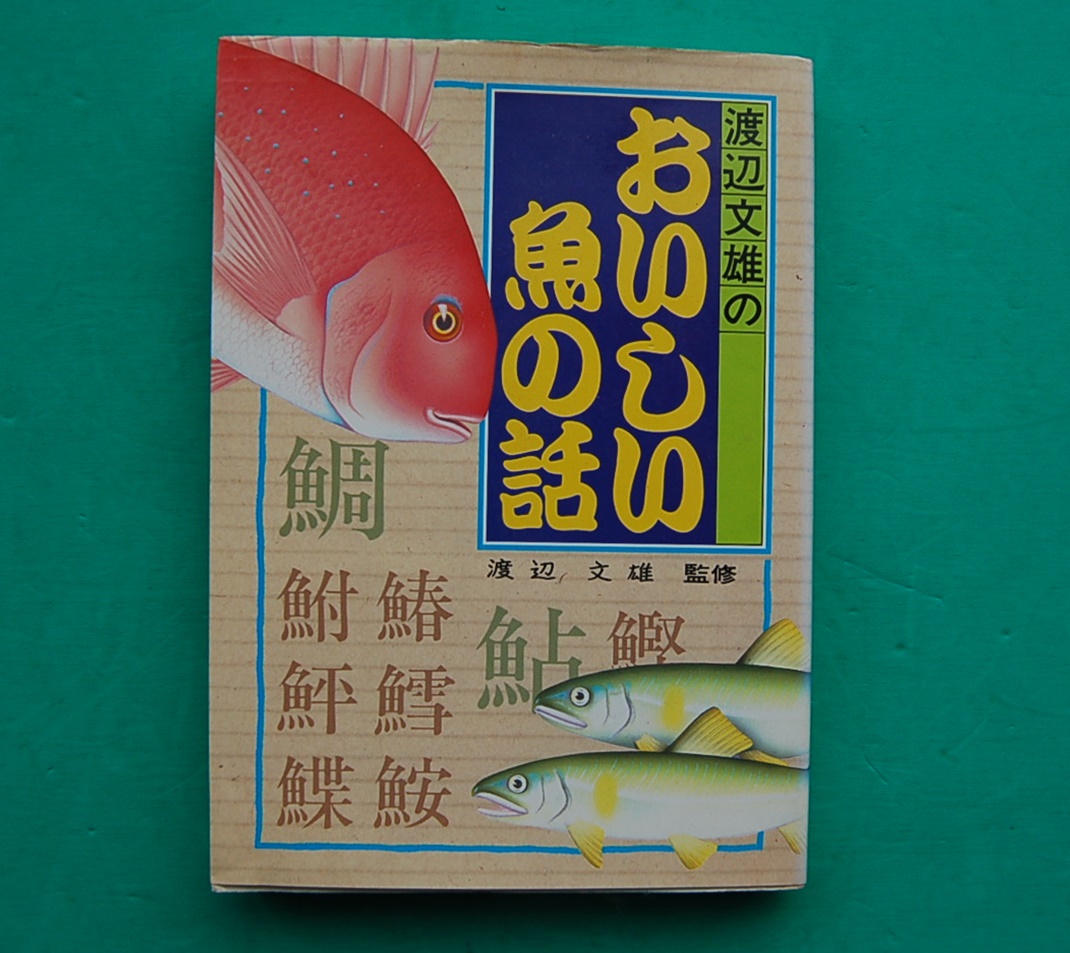 渡辺文雄の
おいしい
魚の話
渡辺 文雄 監修
鯛
鮒 鰆
鮃 鱈
鰈 鮟
鮎 鰹